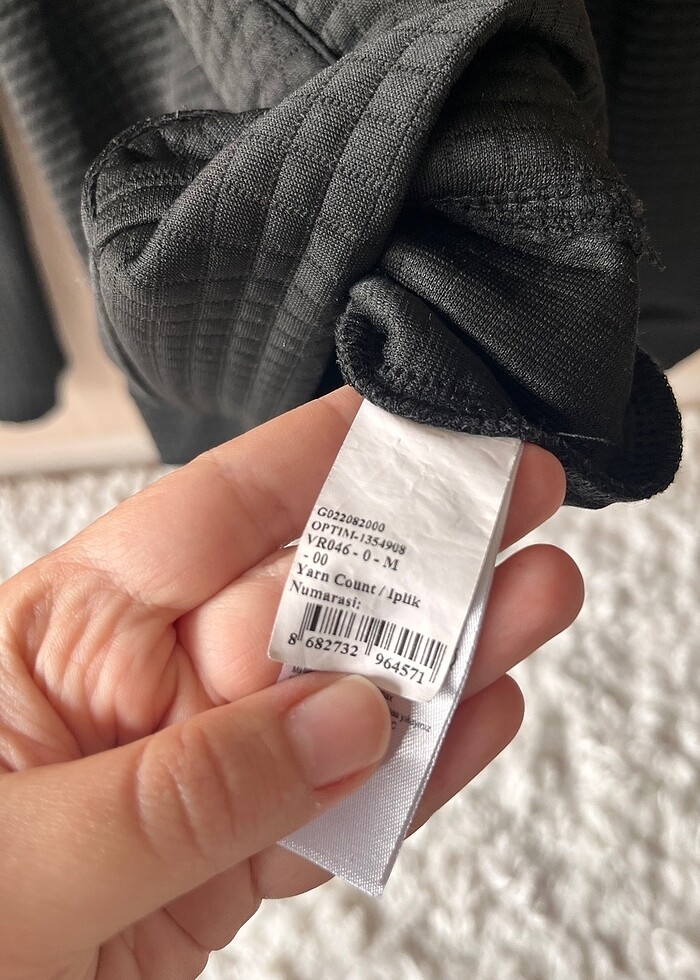 G022082000
OPTIM-1354908
VR046 - 0 - M
- 00
Yarn Count / Iplik
Numarasi:
8 682732 964571